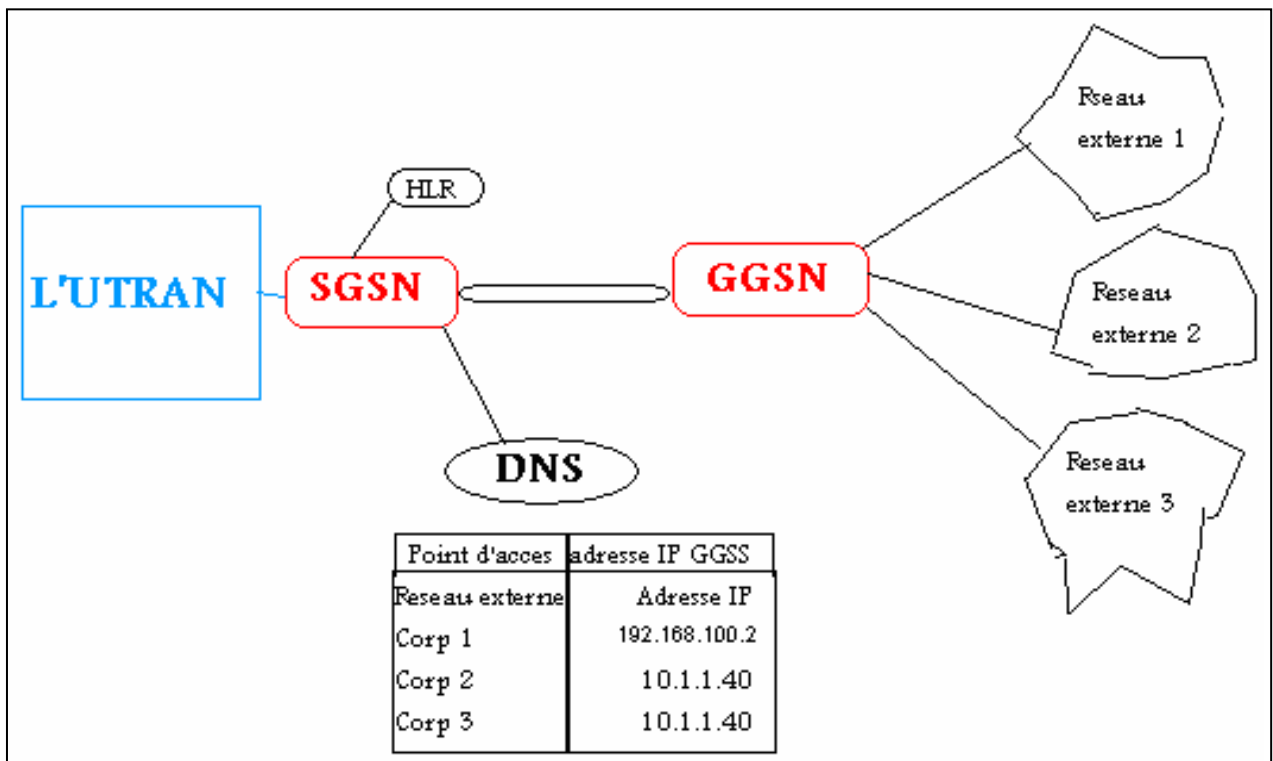 Rseau
externe 1
HLR
L'UTRAN
SGSN
GGSN
Reseau
externe 2
DNS
Reseau
externe 3
Point d'acces adresse IP GGSS
Reseau externe Adresse IP
Corp 1 192.168.100.2
Corp 2 10.1.1.40
Corp 3 10.1.1.40